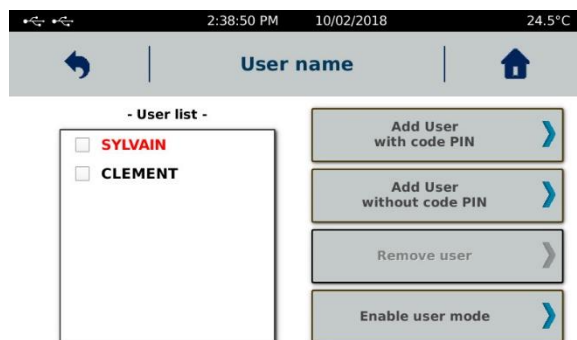 2:38:50 PM 10/02/2018 24.5°C
User name
- User list -
SYLVAIN
CLEMENT
Add User
with code PIN
Add User
without code PIN
Remove user
Enable user mode